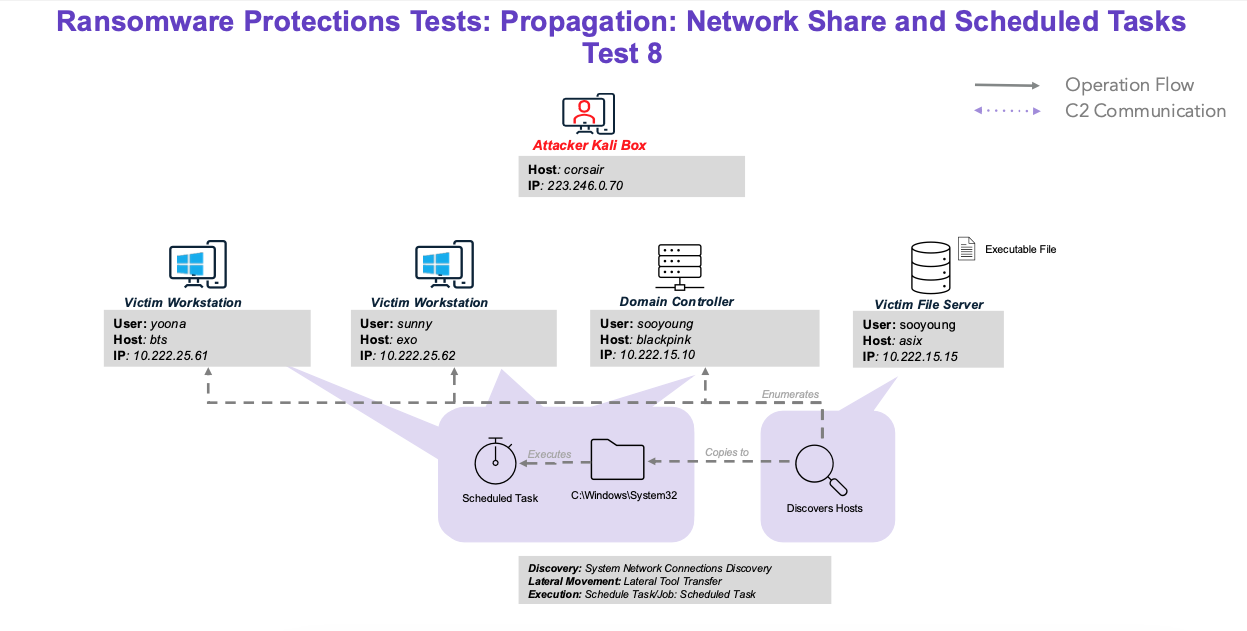 Ransomware Protections Tests: Propagation: Network Share and Scheduled Tasks
Test 8
Operation Flow
C2 Communication
Attacker Kali Box
Host: corsair
IP: 223.246.0.70
Executable File
Victim Workstation
User: yoona
Host: bts
IP: 10.222.25.61
Victim Workstation
User: sunny
Host: exo
IP: 10.222.25.62
Domain Controller
User: sooyoung
Host: blackpink
IP: 10.222.15.10
Victim File Server
User: sooyoung
Host: asix
IP: 10.222.15.15
Enumerates
Executes
Copies to
Scheduled Task
C:\Windows\System32
Discovers Hosts
Discovery: System Network Connections Discovery
Lateral Movement: Lateral Tool Transfer
Execution: Schedule Task/Job: Scheduled Task